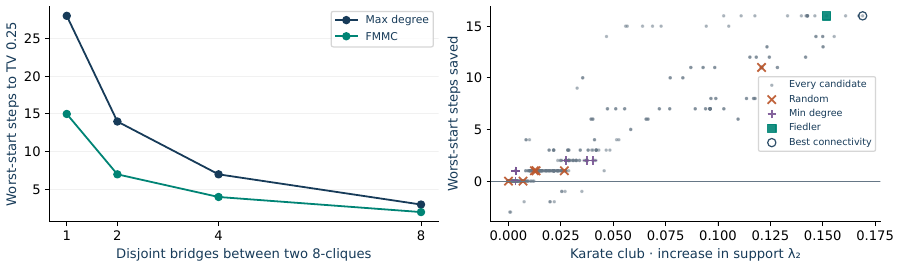 Worst-start steps to TV 0.25
25
20
15
10
5
Max degree
FMMC
1
2
4
8
Disjoint bridges between two 8-cliques
Worst-start steps saved
15
10
5
0
Every candidate
Random
Min degree
Fiedler
Best connectivity
0.000
0.025
0.050
0.075
0.100
0.125
0.150
0.175
Karate club · increase in support λ₂